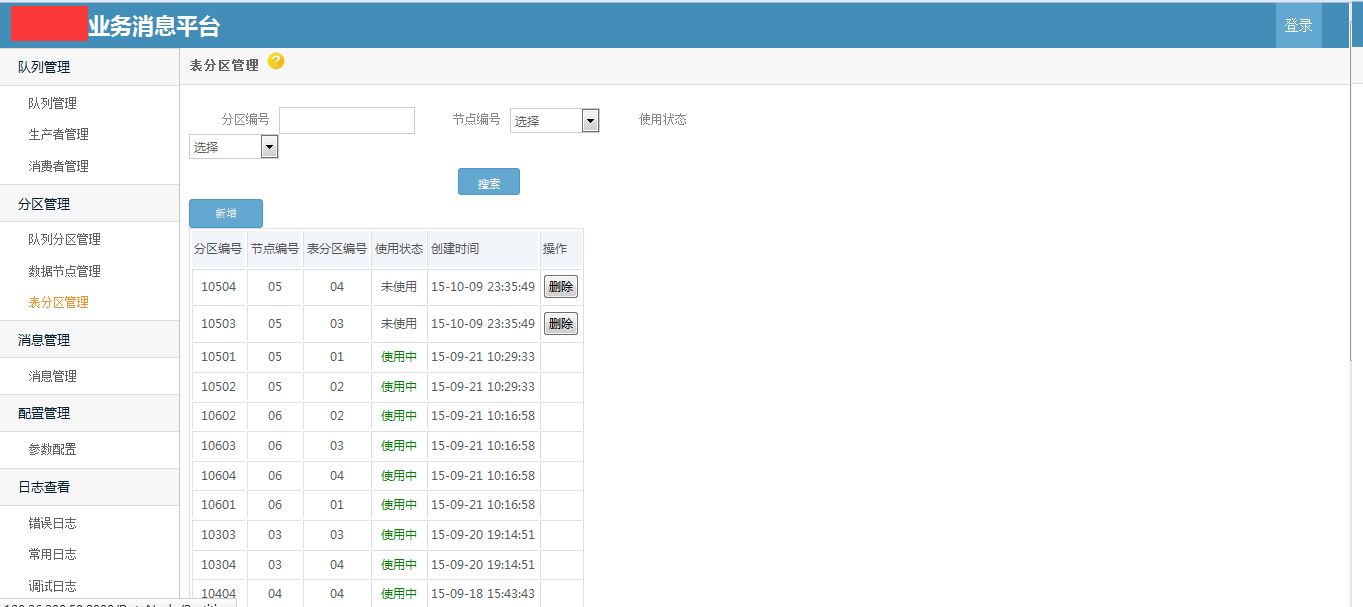 业务消息平台
登录
队列管理
队列管理
生产者管理
消费者管理
分区管理
队列分区管理
数据节点管理
表分区管理
消息管理
消息管理
配置管理
参数配置
日志查看
错误日志
常用日志
调试日志
表分区管理 ?
分区编号 节点编号 选择 使用状态
选择
搜索
新增
分区编号 节点编号 表分区编号 使用状态 创建时间 操作
10504 05 04 未使用 15-10-09 23:35:49 删除
10503 05 03 未使用 15-10-09 23:35:49 删除
10501 05 01 使用中 15-09-21 10:29:33
10502 05 02 使用中 15-09-21 10:29:33
10602 06 02 使用中 15-09-21 10:16:58
10603 06 03 使用中 15-09-21 10:16:58
10604 06 04 使用中 15-09-21 10:16:58
10601 06 01 使用中 15-09-21 10:16:58
10303 03 03 使用中 15-09-20 19:14:51
10304 03 04 使用中 15-09-20 19:14:51
10404 04 04 使用中 15-09-18 15:43:43